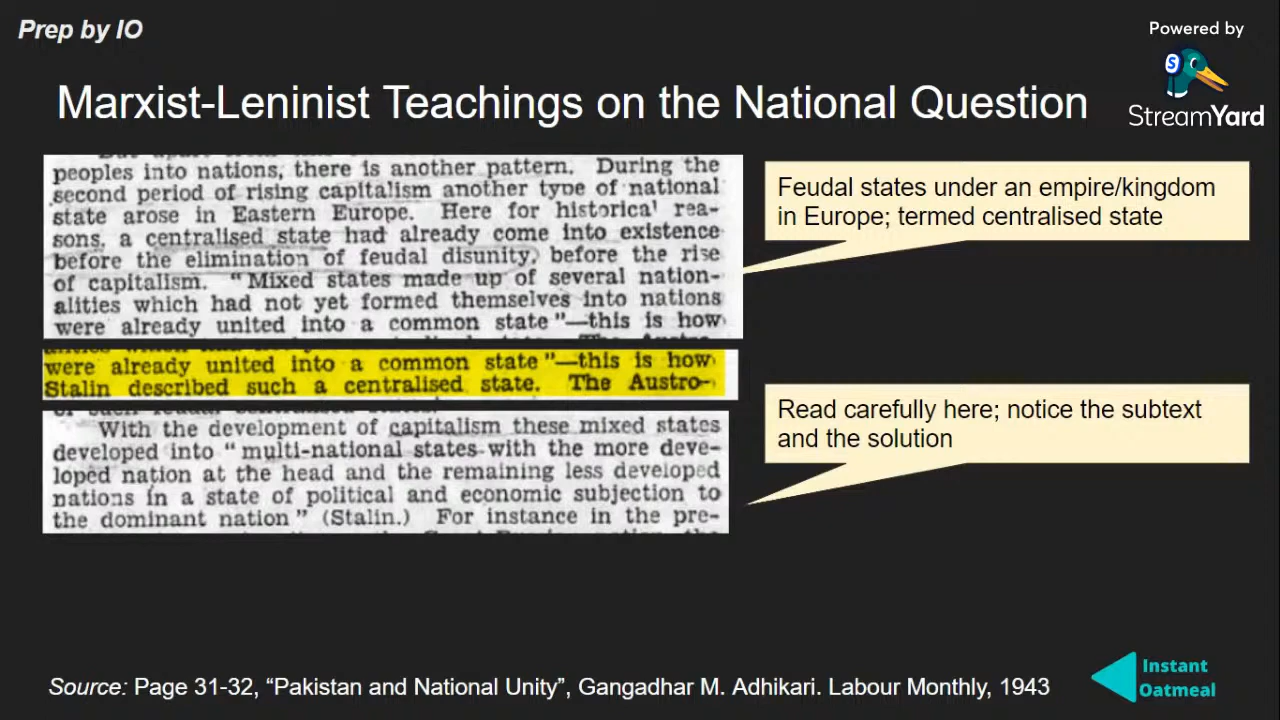 Prep by IO
Powered by
StreamYard
Marxist-Leninist Teachings on the National Question
peoples into nations, there is another pattern. During the
second period of rising capitalism another type of national
state arose in Eastern Europe. Here for historical rea-
sons, a centralised state had already come into existence
before the elimination of feudal disunity, before the rise
of capitalism. "Mixed states made up of several nation-
alities which had not yet formed themselves into nations
were already united into a common state"—this is how
Feudal states under an empire/kingdom
in Europe; termed centralised state
were already united into a common state"—this is how
Stalin described such a centralised state. The Austro-
With the development of capitalism these mixed states
developed into "multi-national states with the more deve-
loped nation at the head and the remaining less developed
nations in a state of political and economic subjection to
the dominant nation" (Stalin.) For instance in the pre-
Read carefully here; notice the subtext
and the solution
Source: Page 31-32, “Pakistan and National Unity”, Gangadhar M. Adhikari. Labour Monthly, 1943
Instant
Oatmeal